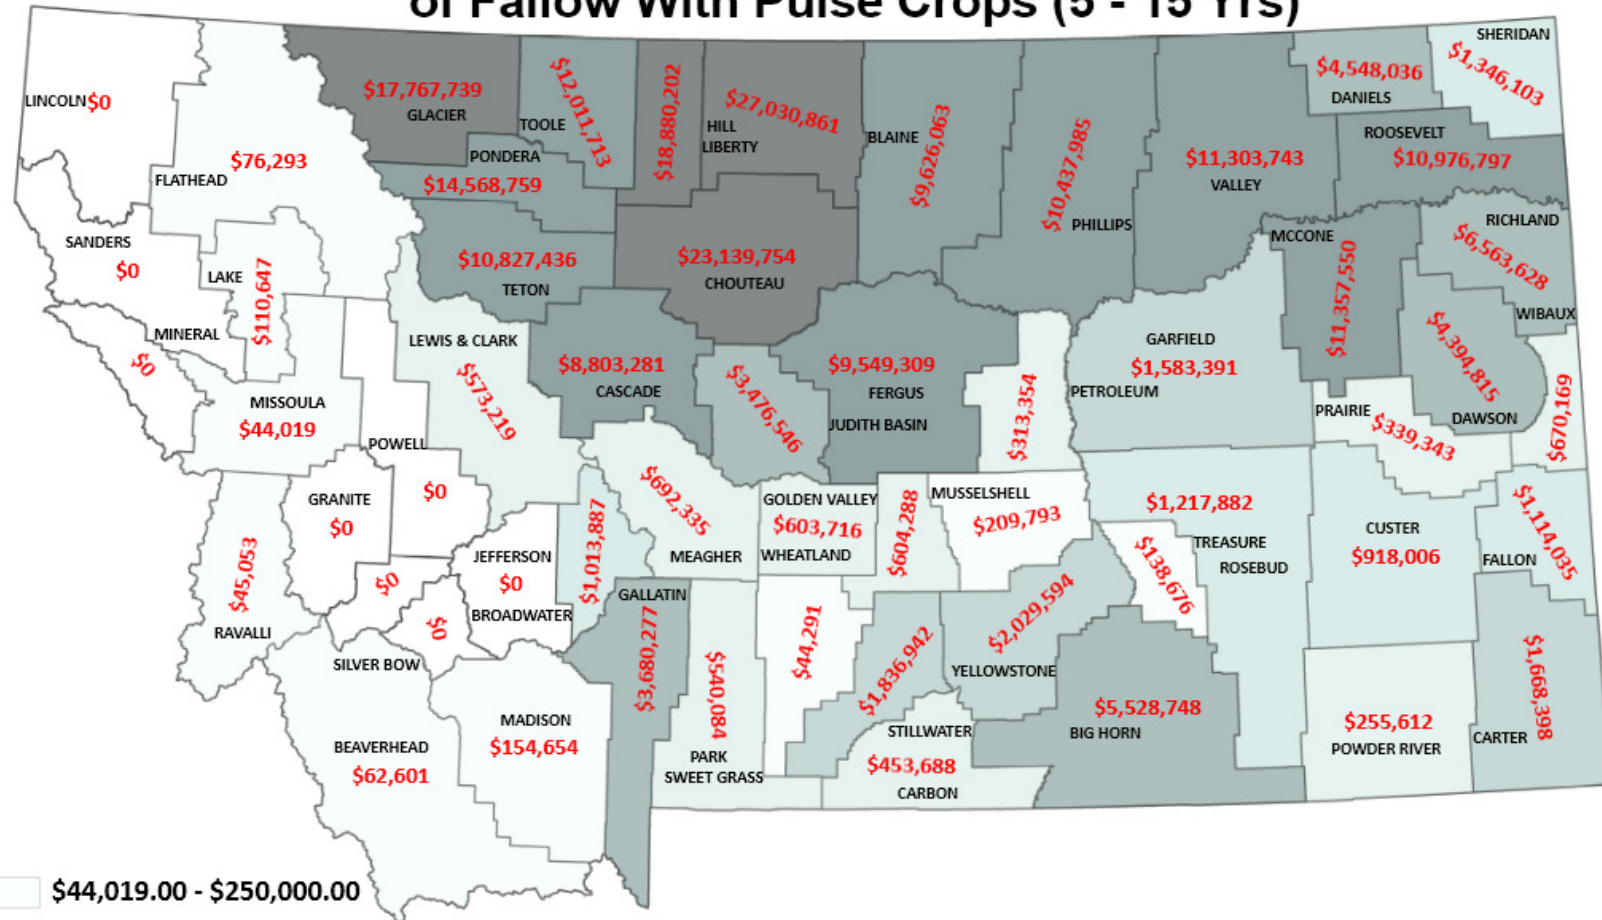 of Fallow With Pulse Crops (5 - 15 Yrs)
LINCOLN $0
FLATHEAD
$76,293
$17,767,739
GLACIER
TOOLE
$12,011,713
PONDERA
$14,568,759
$18,880,202
HILL
LIBERTY
$27,030,861
BLAINE
$9,626,063
$10,437,985
PHILLIPS
$11,303,743
VALLEY
$4,548,036
DANIELS
SHERIDAN
$1,346,103
ROOSEVELT
$10,976,797
SANDERS
$0
LAKE
$110,647
$10,827,436
TETON
$23,139,754
CHOUTEAU
MCCONE
$11,357,550
RICHLAND
$6,563,628
WIBAUX
MINERAL
$0
LEWIS & CLARK
$573,219
$8,803,281
CASCADE
$3,476,546
$9,549,309
FERGUS
JUDITH BASIN
$313,354
GARFIELD
$1,583,391
PETROLEUM
PRAIRIE
$339,343
$4,394,815
DAWSON
$670,169
MISSOULA
$44,019
POWELL
$0
GRANITE
$0
$692,335
MEAGHER
GOLDEN VALLEY
$603,716
WHEATLAND
$604,288
MUSSELSHELL
$209,793
$1,217,882
TREASURE
ROSEBUD
$138,676
CUSTER
$918,006
FALLON
$1,114,035
$45,053
RAVALLI
$0
JEFFERSON
$0
BROADWATER
$1,013,887
$0
SILVER BOW
GALLATIN
$3,680,277
$540,084
PARK
SWEET GRASS
$44,291
$1,836,942
STILLWATER
$2,029,594
YELLOWSTONE
$5,528,748
BIG HORN
$453,688
CARBON
$255,612
POWDER RIVER
CARTER
$1,668,398
BEAVERHEAD
$62,601
MADISON
$154,654
$44,019.00 - $250,000.00